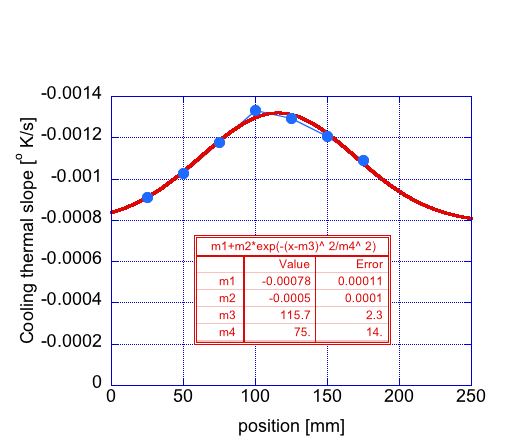 Cooling thermal slope [° K/s]
-0.0014
-0.0012
-0.001
-0.0008
-0.0006
-0.0004
-0.0002
0
m1+m2*exp(-(x-m3)^ 2/m4^ 2)
Value Error
m1 -0.00078 0.00011
m2 -0.0005 0.0001
m3 115.7 2.3
m4 75. 14.
0 50 100 150 200 250
position [mm]